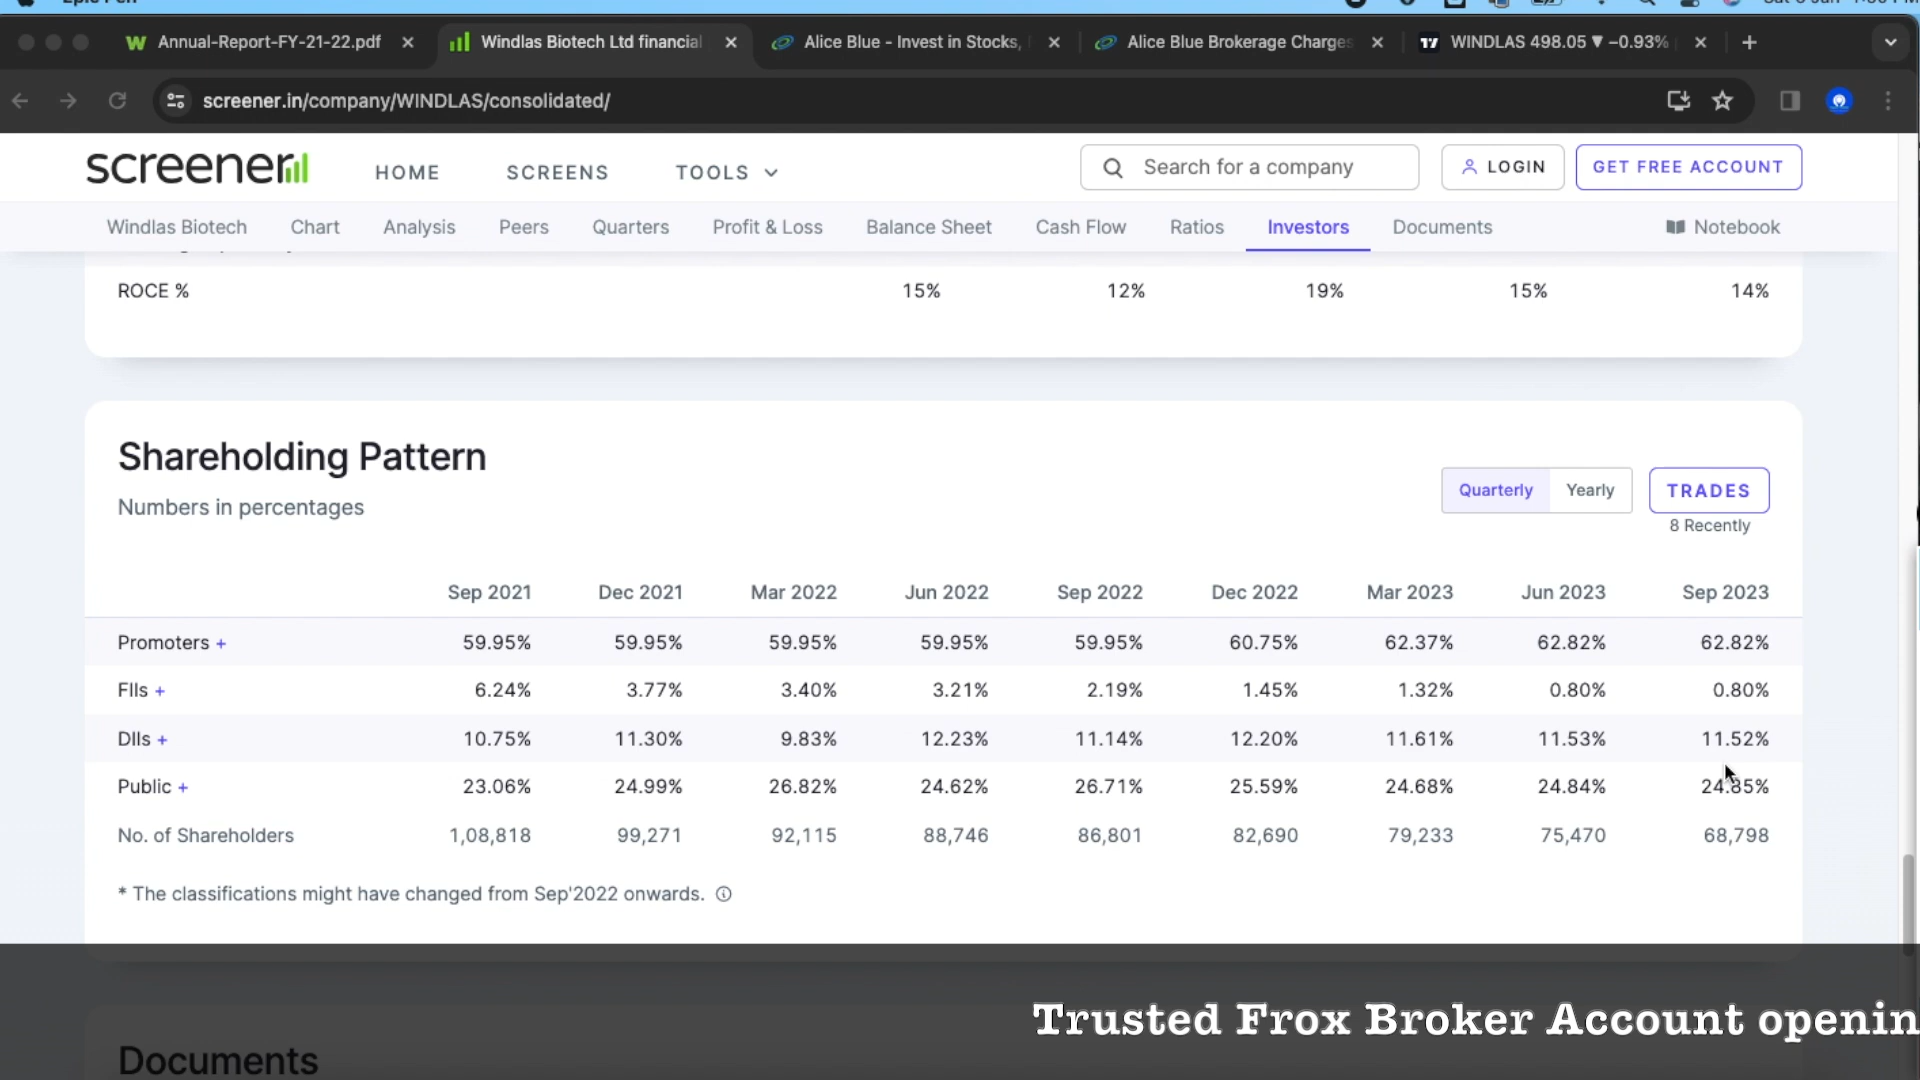 Annual-Report-FY-21-22.pdf
Windlas Biotech Ltd financial
Alice Blue - Invest in Stocks,
Alice Blue Brokerage Charges
WINDLAS 498.05 ▼ −0.93%
screener.in/company/WINDLAS/consolidated/
screener
HOME
SCREENS
TOOLS
Search for a company
LOGIN
GET FREE ACCOUNT
Windlas Biotech Chart Analysis Peers Quarters Profit & Loss Balance Sheet Cash Flow Ratios Investors Documents Notebook
ROCE % 15% 12% 19% 15% 14%
Shareholding Pattern
Numbers in percentages
Quarterly Yearly TRADES
8 Recently
Sep 2021 Dec 2021 Mar 2022 Jun 2022 Sep 2022 Dec 2022 Mar 2023 Jun 2023 Sep 2023
Promoters + 59.95% 59.95% 59.95% 59.95% 59.95% 60.75% 62.37% 62.82% 62.82%
FIIs + 6.24% 3.77% 3.40% 3.21% 2.19% 1.45% 1.32% 0.80% 0.80%
DIIs + 10.75% 11.30% 9.83% 12.23% 11.14% 12.20% 11.61% 11.53% 11.52%
Public + 23.06% 24.99% 26.82% 24.62% 26.71% 25.59% 24.68% 24.84% 24.85%
No. of Shareholders 1,08,818 99,271 92,115 88,746 86,801 82,690 79,233 75,470 68,798
* The classifications might have changed from Sep'2022 onwards.
Trusted Frox Broker Account openin
Documents